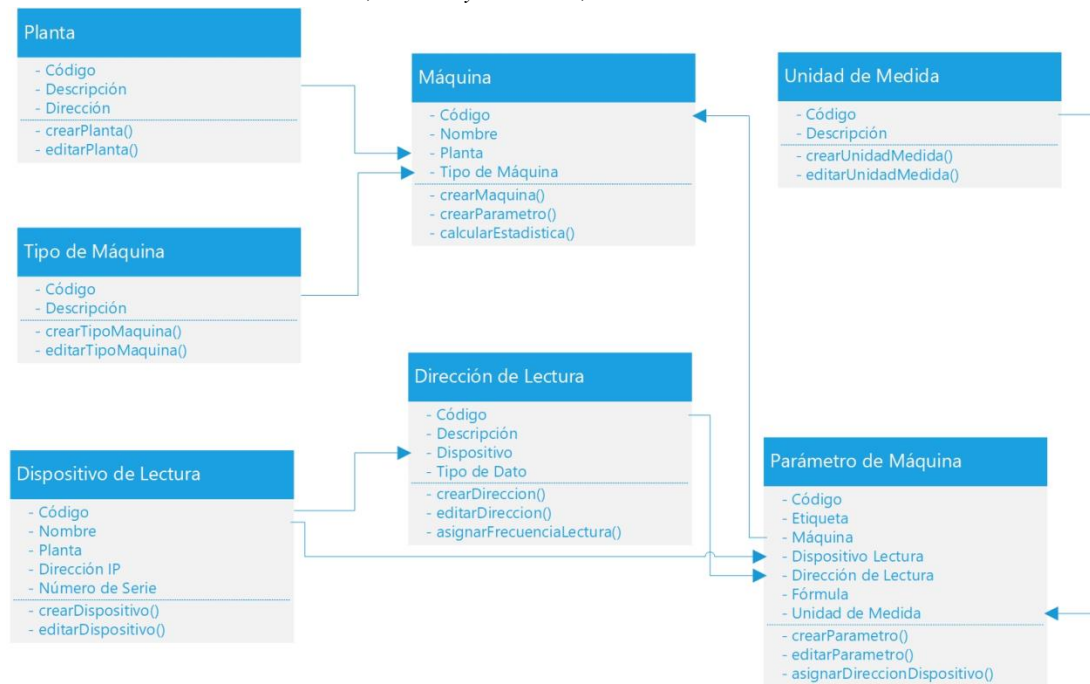 Planta
- Código
- Descripción
- Dirección
- crearPlanta()
- editarPlanta()
Máquina
- Código
- Nombre
- Planta
- Tipo de Máquina
- crearMaquina()
- crearParametro()
- calcularEstadistica()
Unidad de Medida
- Código
- Descripción
- crearUnidadMedida()
- editarUnidadMedida()
Tipo de Máquina
- Código
- Descripción
- crearTipoMaquina()
- editarTipoMaquina()
Dirección de Lectura
- Código
- Descripción
- Dispositivo
- Tipo de Dato
- crearDireccion()
- editarDireccion()
- asignarFrecuenciaLectura()
Dispositivo de Lectura
- Código
- Nombre
- Planta
- Dirección IP
- Número de Serie
- crearDispositivo()
- editarDispositivo()
Parámetro de Máquina
- Código
- Etiqueta
- Máquina
- Dispositivo Lectura
- Dirección de Lectura
- Fórmula
- Unidad de Medida
- crearParametro()
- editarParametro()
- asignarDireccionDispositivo()